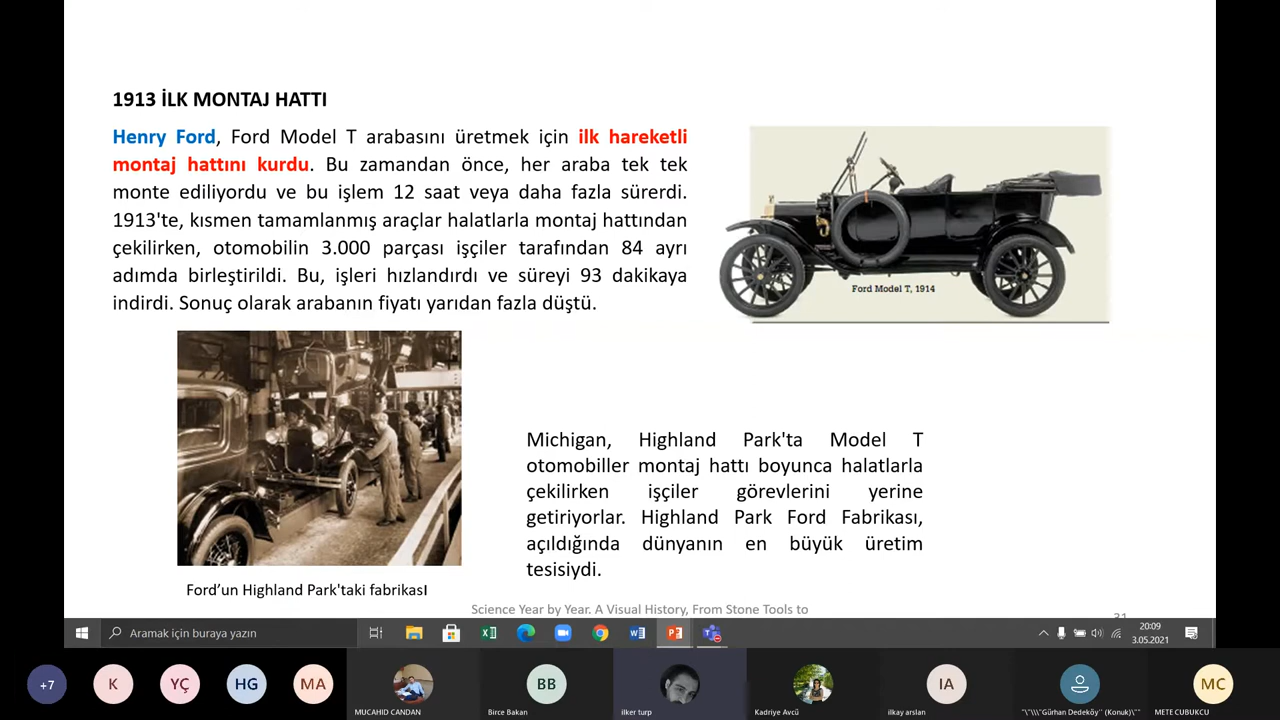 1913 İLK MONTAJ HATTI
Henry Ford, Ford Model T arabasını üretmek için ilk hareketli
montaj hattını kurdu. Bu zamandan önce, her araba tek tek
monte ediliyordu ve bu işlem 12 saat veya daha fazla sürerdi.
1913'te, kısmen tamamlanmış araçlar halatlarla montaj hattından
çekilirken, otomobilin 3.000 parçası işçiler tarafından 84 ayrı
adımda birleştirildi. Bu, işleri hızlandırdı ve süreyi 93 dakikaya
indirdi. Sonuç olarak arabanın fiyatı yarıdan fazla düştü.
Ford Model T, 1914
Michigan, Highland Park'ta Model T
otomobiller montaj hattı boyunca halatlarla
çekilirken işçiler görevlerini yerine
getiriyorlar. Highland Park Ford Fabrikası,
açıldığında dünyanın en büyük üretim
tesisiydi.
Ford’un Highland Park'taki fabrikası
Science Year by Year. A Visual History, From Stone Tools to
31
Aramak için buraya yazın
20:09
3.05.2021
+7
K
YÇ
HG
MA
MUCAHID CANDAN
BB
Birce Bakan
ilker turp
Kadriye Avcü
IA
ilkay arslan
"\"\\\"Gürhan Dedeköy" (Konuk)\""
MC
METE CUBUKCU